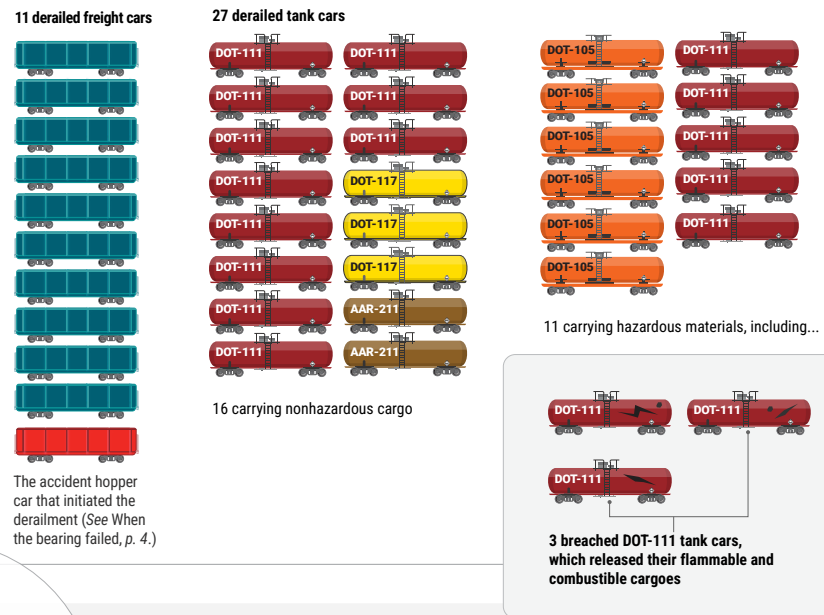 11 derailed freight cars
The accident hopper
car that initiated the
derailment (See When
the bearing failed, p. 4.)
27 derailed tank cars
DOT-111 DOT-111
DOT-111 DOT-111
DOT-111 DOT-111
DOT-111 DOT-117
DOT-111 DOT-117
DOT-111 DOT-117
DOT-111 AAR-211
DOT-111 AAR-211
16 carrying nonhazardous cargo
DOT-105 DOT-111
DOT-105 DOT-111
DOT-105 DOT-111
DOT-105 DOT-111
DOT-105 DOT-111
DOT-105
11 carrying hazardous materials, including...
DOT-111 DOT-111
DOT-111
3 breached DOT-111 tank cars,
which released their flammable and
combustible cargoes